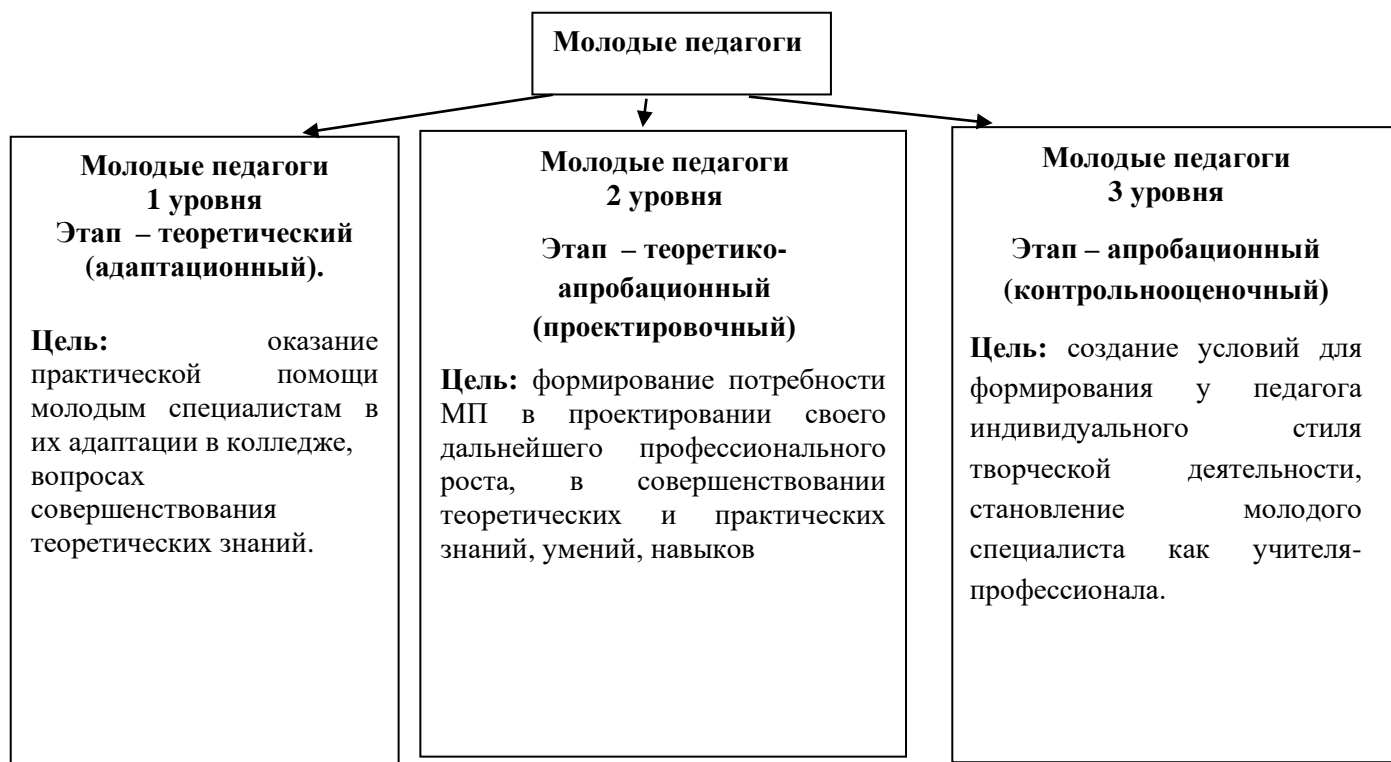 Молодые педагоги
Молодые педагоги
1 уровня
Этап – теоретический
(адаптационный).
Цель: оказание
практической помощи
молодым специалистам в
их адаптации в колледже,
вопросах
совершенствования
теоретических знаний.
Молодые педагоги
2 уровня
Этап – теоретико-
апробационный
(проектировочный)
Цель: формирование потребности
МП в проектировании своего
дальнейшего профессионального
роста, в совершенствовании
теоретических и практических
знаний, умений, навыков
Молодые педагоги
3 уровня
Этап – апробационный
(контрольнооценочный)
Цель: создание условий для
формирования у педагога
индивидуального стиля
творческой деятельности,
становление молодого
специалиста как учителя-
профессионала.